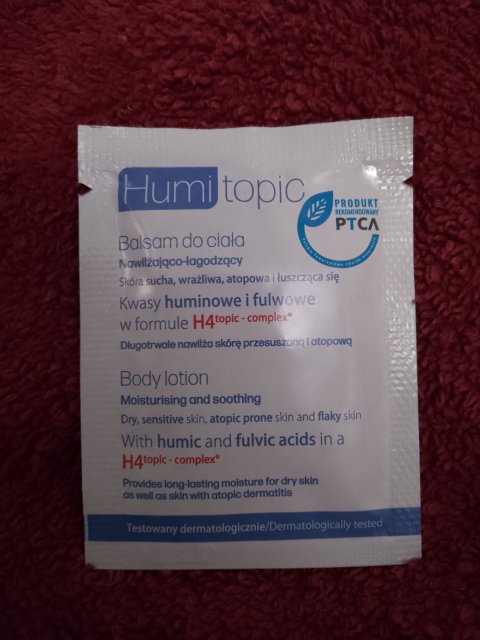 Humi topic
PRODUKT
REKOMENDOWANY
PTCA
Balsam do ciała
Nawilżająco-łagodzący
Skóra sucha, wrażliwa, atopowa i łuszcząca się
Kwasy huminowe i fulwowe
w formule H4topic - complex®
Długotrwale nawilża skórę przesuszoną i atopową
Body lotion
Moisturising and soothing
Dry, sensitive skin, atopic prone skin and flaky skin
With humic and fulvic acids in a
H4topic - complex®
Provides long-lasting moisture for dry skin
as well as skin with atopic dermatitis
Testowany dermatologicznie/Dermatologically tested